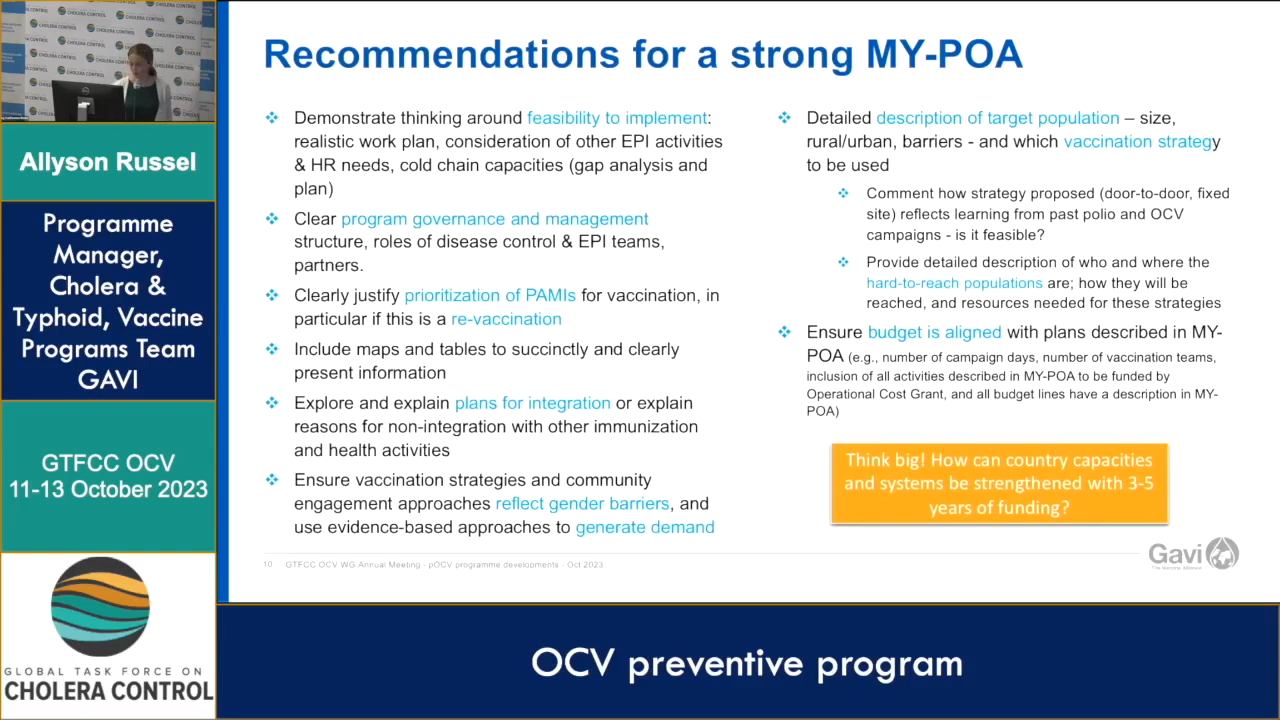 Recommendations for a strong MY-POA
Demonstrate thinking around feasibility to implement:
realistic work plan, consideration of other EPI activities
& HR needs, cold chain capacities (gap analysis and
plan)
Clear program governance and management
structure, roles of disease control & EPI teams,
partners.
Clearly justify prioritization of PAMIs for vaccination, in
particular if this is a re-vaccination
Include maps and tables to succinctly and clearly
present information
Explore and explain plans for integration or explain
reasons for non-integration with other immunization
and health activities
Ensure vaccination strategies and community
engagement approaches reflect gender barriers, and
use evidence-based approaches to generate demand
Detailed description of target population – size,
rural/urban, barriers - and which vaccination strategy
to be used
Comment how strategy proposed (door-to-door, fixed
site) reflects learning from past polio and OCV
campaigns - is it feasible?
Provide detailed description of who and where the
hard-to-reach populations are; how they will be
reached, and resources needed for these strategies
Ensure budget is aligned with plans described in MY-
POA (e.g., number of campaign days, number of vaccination teams,
inclusion of all activities described in MY-POA to be funded by
Operational Cost Grant, and all budget lines have a description in MY-
POA)
Think big! How can country capacities
and systems be strengthened with 3-5
years of funding?
10 GTFCC OCV WG Annual Meeting - pOCV programme developments - Oct 2023
Gavi
The Vaccine Alliance
CHOLERA CONTROL
Allyson Russel
Programme
Manager,
Cholera &
Typhoid, Vaccine
Programs Team
GAVI
GTFCC OCV
11-13 October 2023
GLOBAL TASK FORCE ON
CHOLERA CONTROL
OCV preventive program